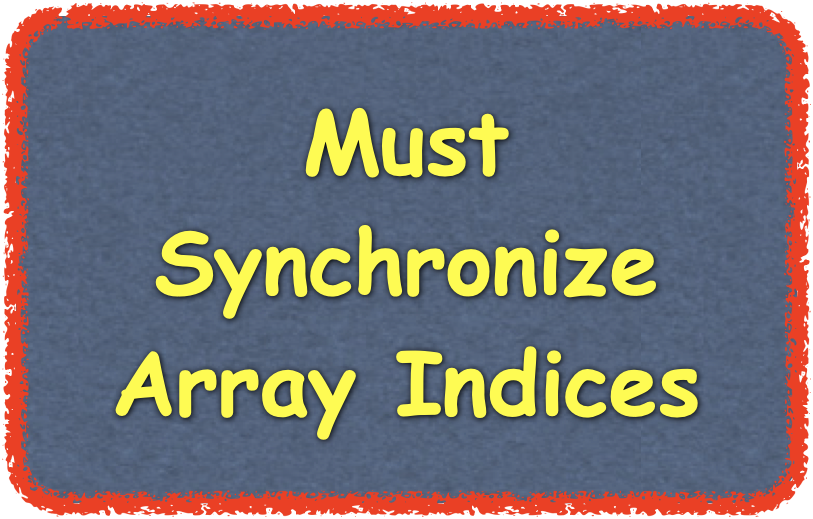 Must
Synchronize
Array Indices